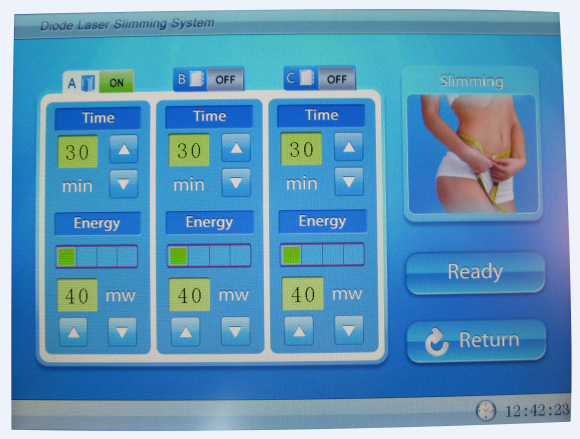 Diode Laser Slimming System
A ON B OFF C OFF Slimming
Time Time Time
30 30 30
min min min
Energy Energy Energy
Ready
40 mw 40 mw 40 mw
Return
12:42:23